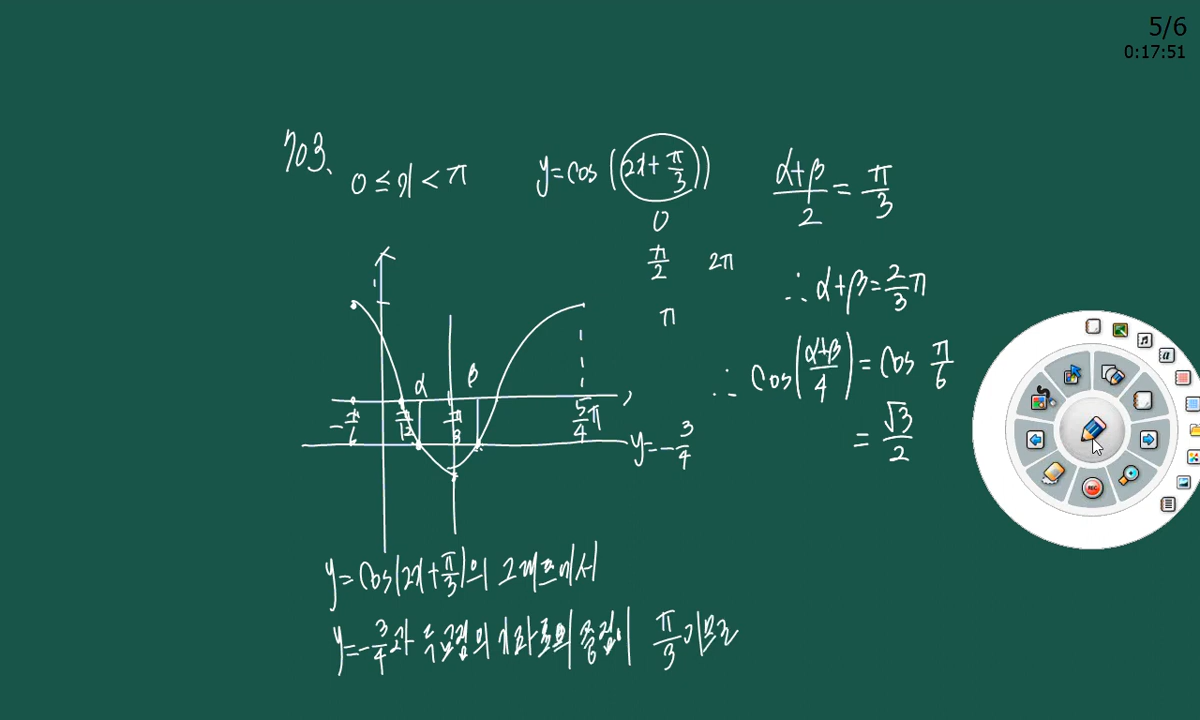 5/6
0:17:51
703.
0 ≤ x < π
y = cos(2x + π/3)
0
π/2 2π
π
(α+β)/2 = π/3
∴ α+β = 2/3 π
∴ cos((α+β)/4) = cos π/6
= √3/2
α β
-π/6 π/12 π/3 5/4 π
y = -3/4
y = cos(2x + π/3)의 그래프에서
y = -3/4과 두 교점의 x좌표의 중점이 π/3이므로